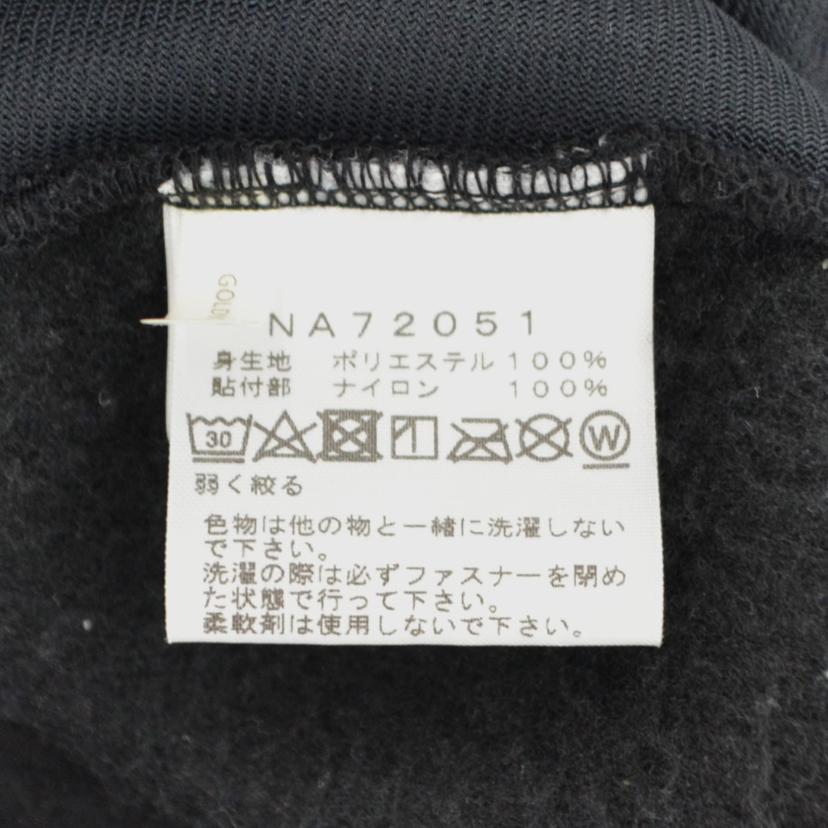 GOLD
NA72051
身生地 ポリエステル 100%
貼付部 ナイロン 100%
30 W
弱く絞る
色物は他の物と一緒に洗濯しない
で下さい。
洗濯の際は必ずファスナーを閉め
た状態で行って下さい。
柔軟剤は使用しないで下さい。